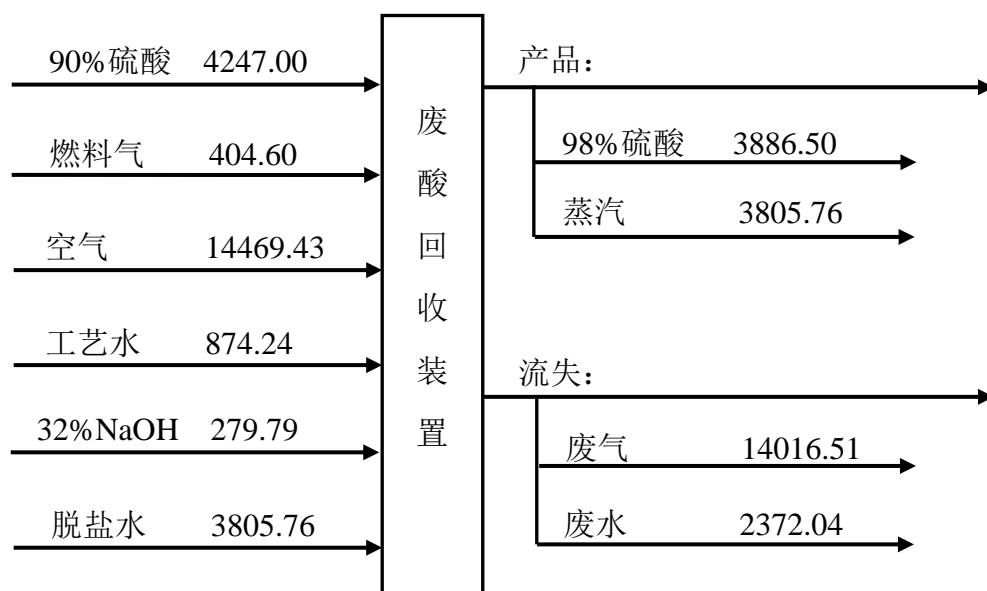 90%硫酸 4247.00
燃料气 404.60
空气 14469.43
工艺水 874.24
32%NaOH 279.79
脱盐水 3805.76
废酸回收装置
产品：
98%硫酸 3886.50
蒸汽 3805.76
流失：
废气 14016.51
废水 2372.04